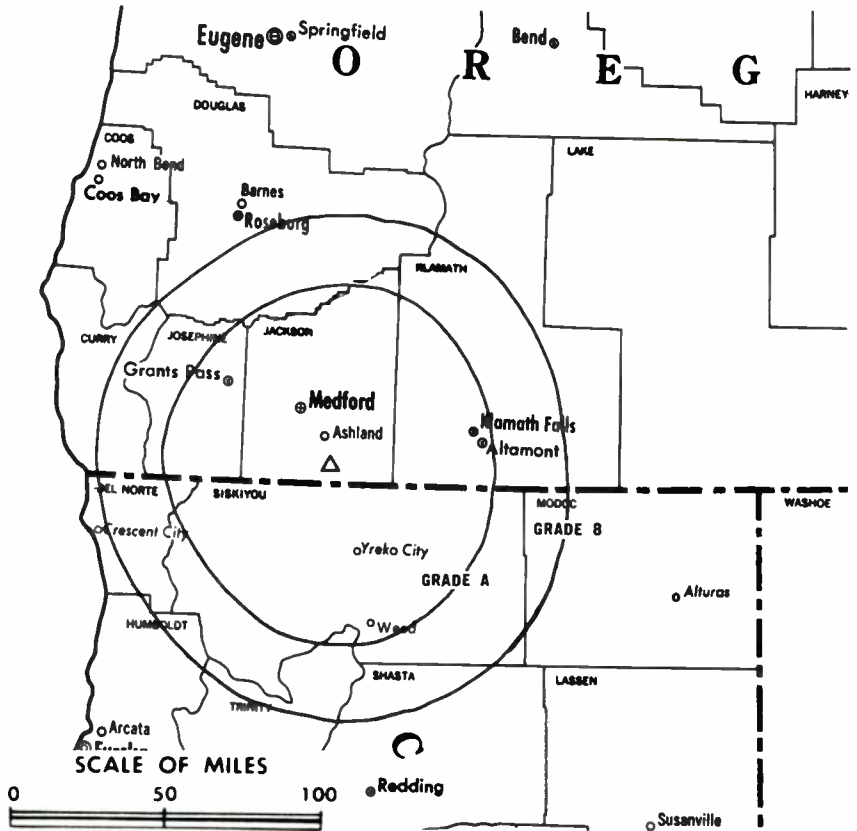 Eugene
Springfield
Bend
O R E G
HARNEY
DOUGLAS
COOS
LAKE
North Bend
Coos Bay
Barnes
Roseburg
KLAMATH
CURRY
JOSEPHINE
JACKSON
Grants Pass
Medford
Klamath Falls
Ashland
Altamont
DEL NORTE
SISKIYOU
MODOC
WASHOE
Crescent City
GRADE B
Yreka City
GRADE A
Alturas
HUMBOLDT
Weed
SHASTA
LASSEN
TRINITY
Arcata
C
Eureka
SCALE OF MILES
Redding
0 50 100
Susanville